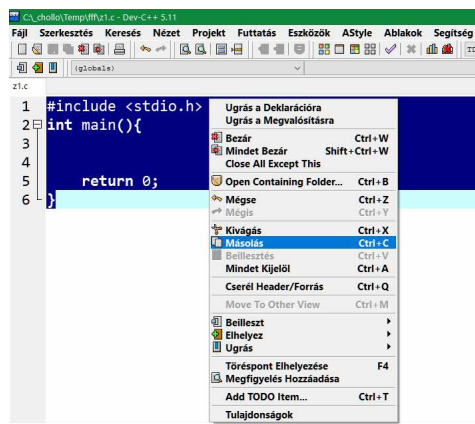 C:\_chollo\Temp\fff\z1.c - Dev-C++ 5.11
Fájl Szerkesztés Keresés Nézet Projekt Futtatás Eszközök AStyle Ablakok Segítség
(globals)
z1.c
1 #include <stdio.h>
2 int main(){
3
4
5 return 0;
6 }
Ugrás a Deklarációra
Ugrás a Megvalósításra
Bezár Ctrl+W
Mindet Bezár Shift+Ctrl+W
Close All Except This
Open Containing Folder... Ctrl+B
Mégse Ctrl+Z
Mégis Ctrl+Y
Kivágás Ctrl+X
Másolás Ctrl+C
Beillesztés Ctrl+V
Mindet Kijelöl Ctrl+A
Cserél Header/Forrás Ctrl+Q
Move To Other View Ctrl+M
Beilleszt
Elhelyez
Ugrás
Töréspont Elhelyezése F4
Megfigyelés Hozzáadása
Add TODO Item... Ctrl+T
Tulajdonságok